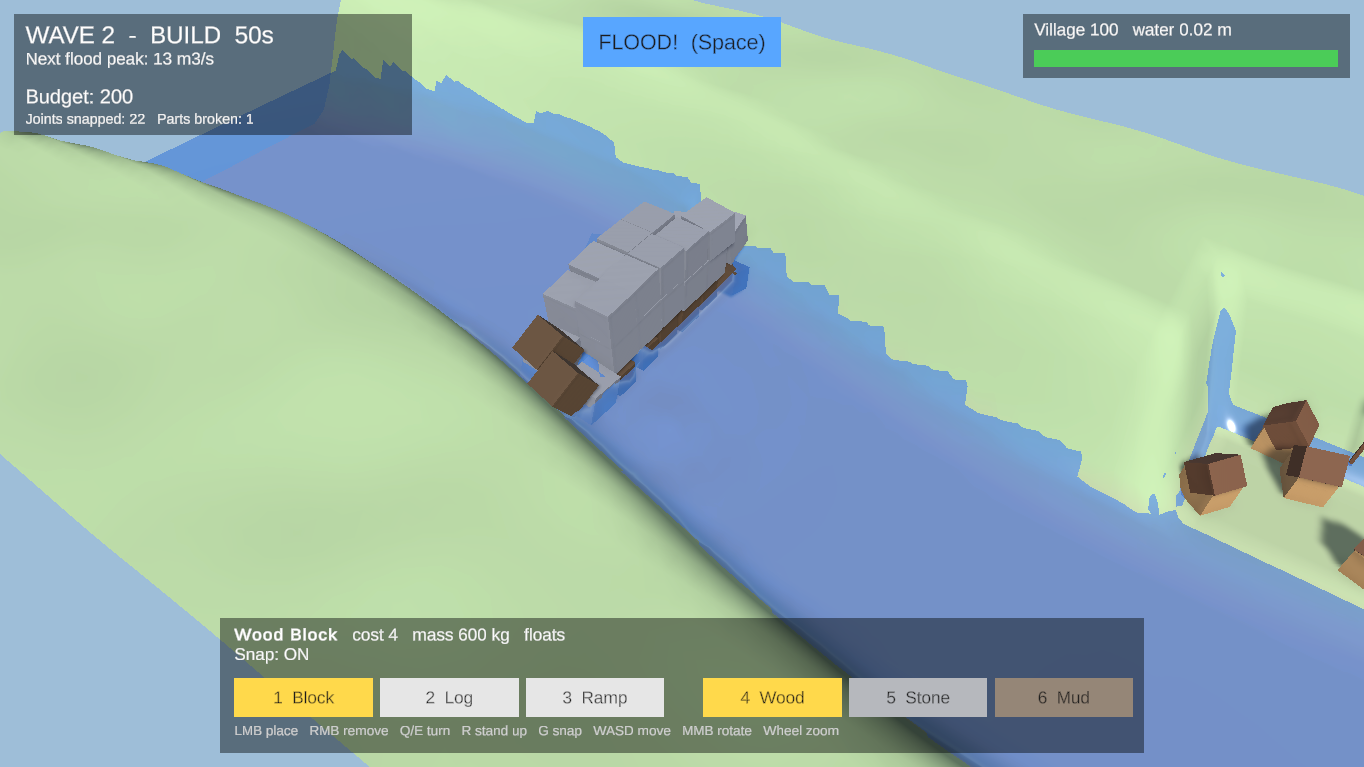 WAVE 2 - BUILD 50s
Next flood peak: 13 m3/s
Budget: 200
Joints snapped: 22 Parts broken: 1
FLOOD! (Space)
Village 100 water 0.02 m
Wood Block cost 4 mass 600 kg floats
Snap: ON
1 Block 2 Log 3 Ramp 4 Wood 5 Stone 6 Mud
LMB place RMB remove Q/E turn R stand up G snap WASD move MMB rotate Wheel zoom